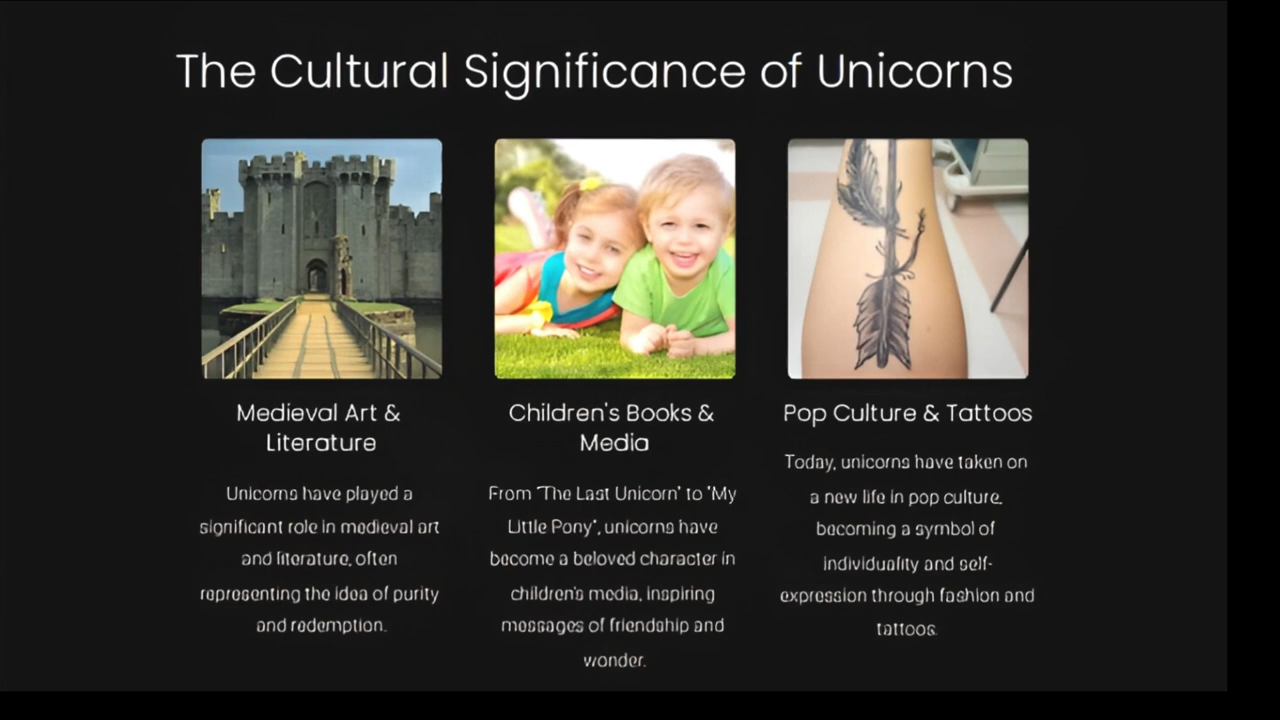 The Cultural Significance of Unicorns
Medieval Art &
Literature
Unicorns have played a
significant role in medieval art
and literature, often
representing the idea of purity
and redemption.
Children's Books &
Media
From 'The Last Unicorn' to 'My
Little Pony', unicorns have
become a beloved character in
children's media, inspiring
messages of friendship and
wonder.
Pop Culture & Tattoos
Today, unicorns have taken on
a new life in pop culture,
becoming a symbol of
individuality and self-
expression through fashion and
tattoos.